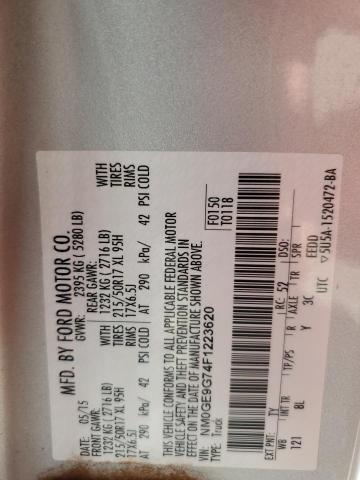 MFD. BY FORD MOTOR CO.
DATE: 05/15 GVWR: 2395 KG ( 5280 LB)
FRONT GAWR: REAR GAWR:
1232 KG ( 2716 LB) WITH 1232 KG ( 2716 LB) WITH
215/50R17 XL 95H TIRES 215/50R17 XL 95H TIRES
17X6.5J RIMS 17X6.5J RIMS
AT 290 kPa/ 42 PSI COLD AT 290 kPa/ 42 PSI COLD
THIS VEHICLE CONFORMS TO ALL APPLICABLE FEDERAL MOTOR
VEHICLE SAFETY AND THEFT PREVENTION STANDARDS IN
EFFECT ON THE DATE OF MANUFACTURE SHOWN ABOVE.
VIN: NM0GE9G74F1223620 F0150
TYPE: Truck T0118
EXT PNT: TY RC: 52 DSO:
WB INT TR TP/PS R AXLE TR SPR EEDD
121 8L Y 3C
UTC ▽5U5A-1520472-BA